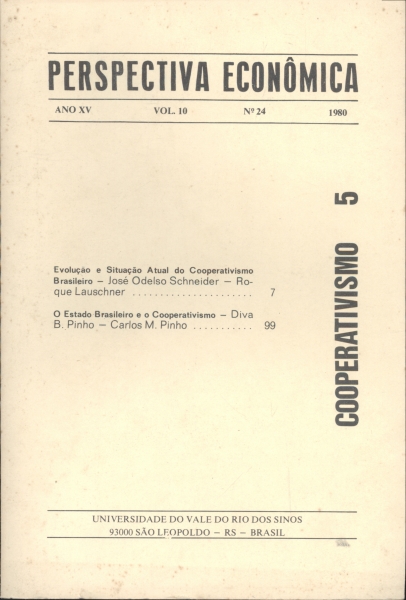 PERSPECTIVA ECONÔMICA
ANO XV VOL. 10 Nº 24 1980
COOPERATIVISMO 5
Evolução e Situação Atual do Cooperativismo
Brasileiro — José Odelso Schneider — Ro-
que Lauschner ...................... 7
O Estado Brasileiro e o Cooperativismo — Diva
B. Pinho — Carlos M. Pinho ........... 99
UNIVERSIDADE DO VALE DO RIO DOS SINOS
93000 SÃO LEOPOLDO — RS — BRASIL